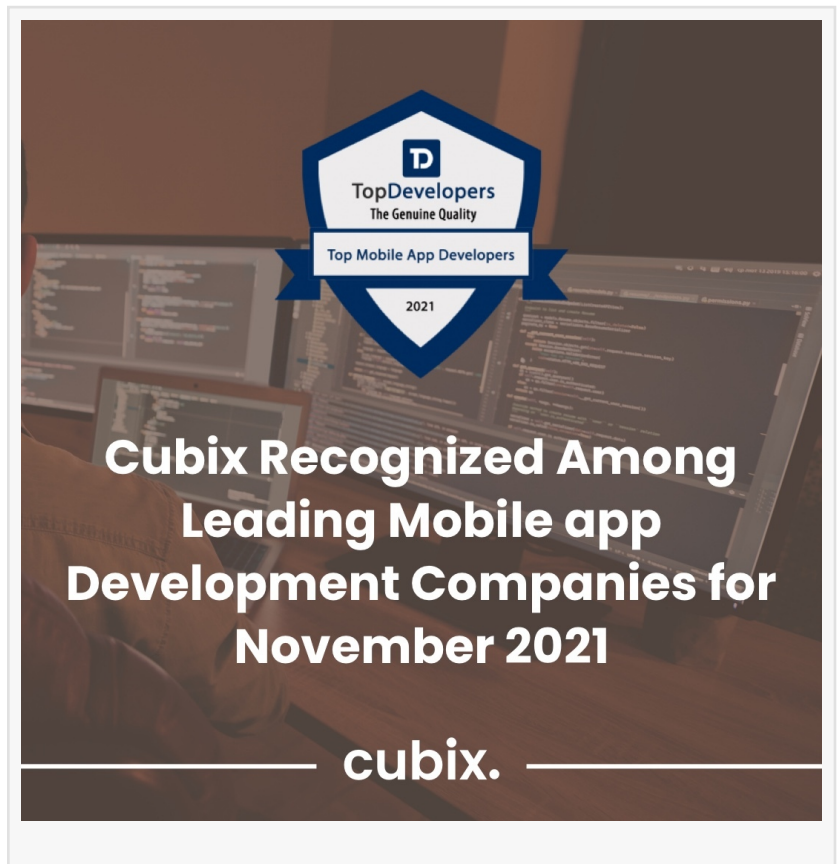 TD
TopDevelopers
The Genuine Quality
Top Mobile App Developers
2021
Cubix Recognized Among
Leading Mobile app
Development Companies for
November 2021
cubix.